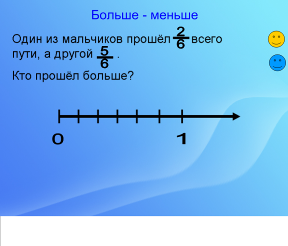 Больше - меньше
Один из мальчиков прошёл 2/6 всего
пути, а другой 5/6 .
Кто прошёл больше?
0 1